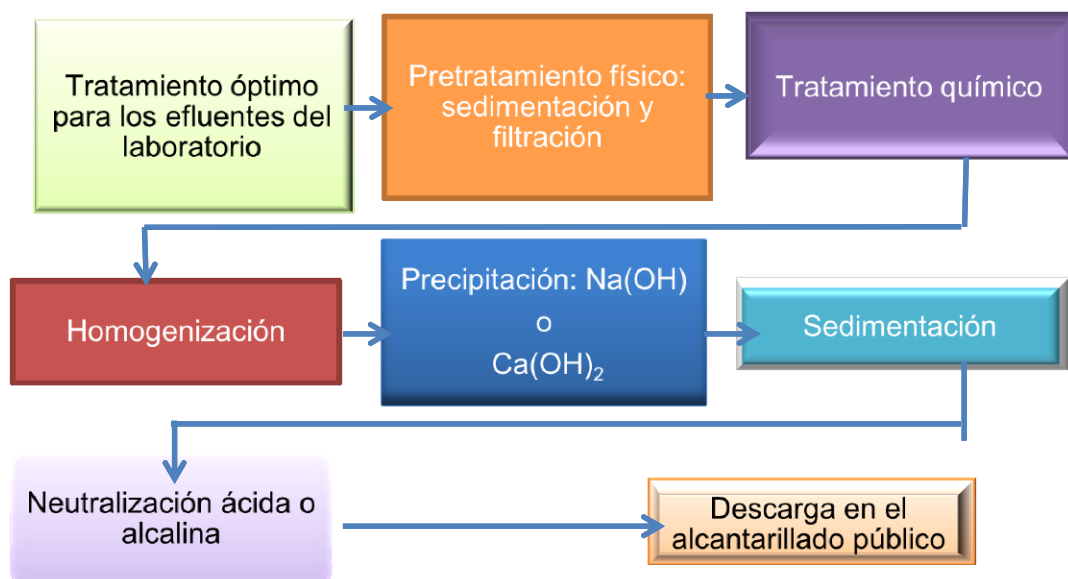 Tratamiento óptimo
para los efluentes del
laboratorio
Pretratamiento físico:
sedimentación y
filtración
Tratamiento químico
Homogenización
Precipitación: Na(OH)
o
Ca(OH)₂
Sedimentación
Neutralización ácida o
alcalina
Descarga en el
alcantarillado público